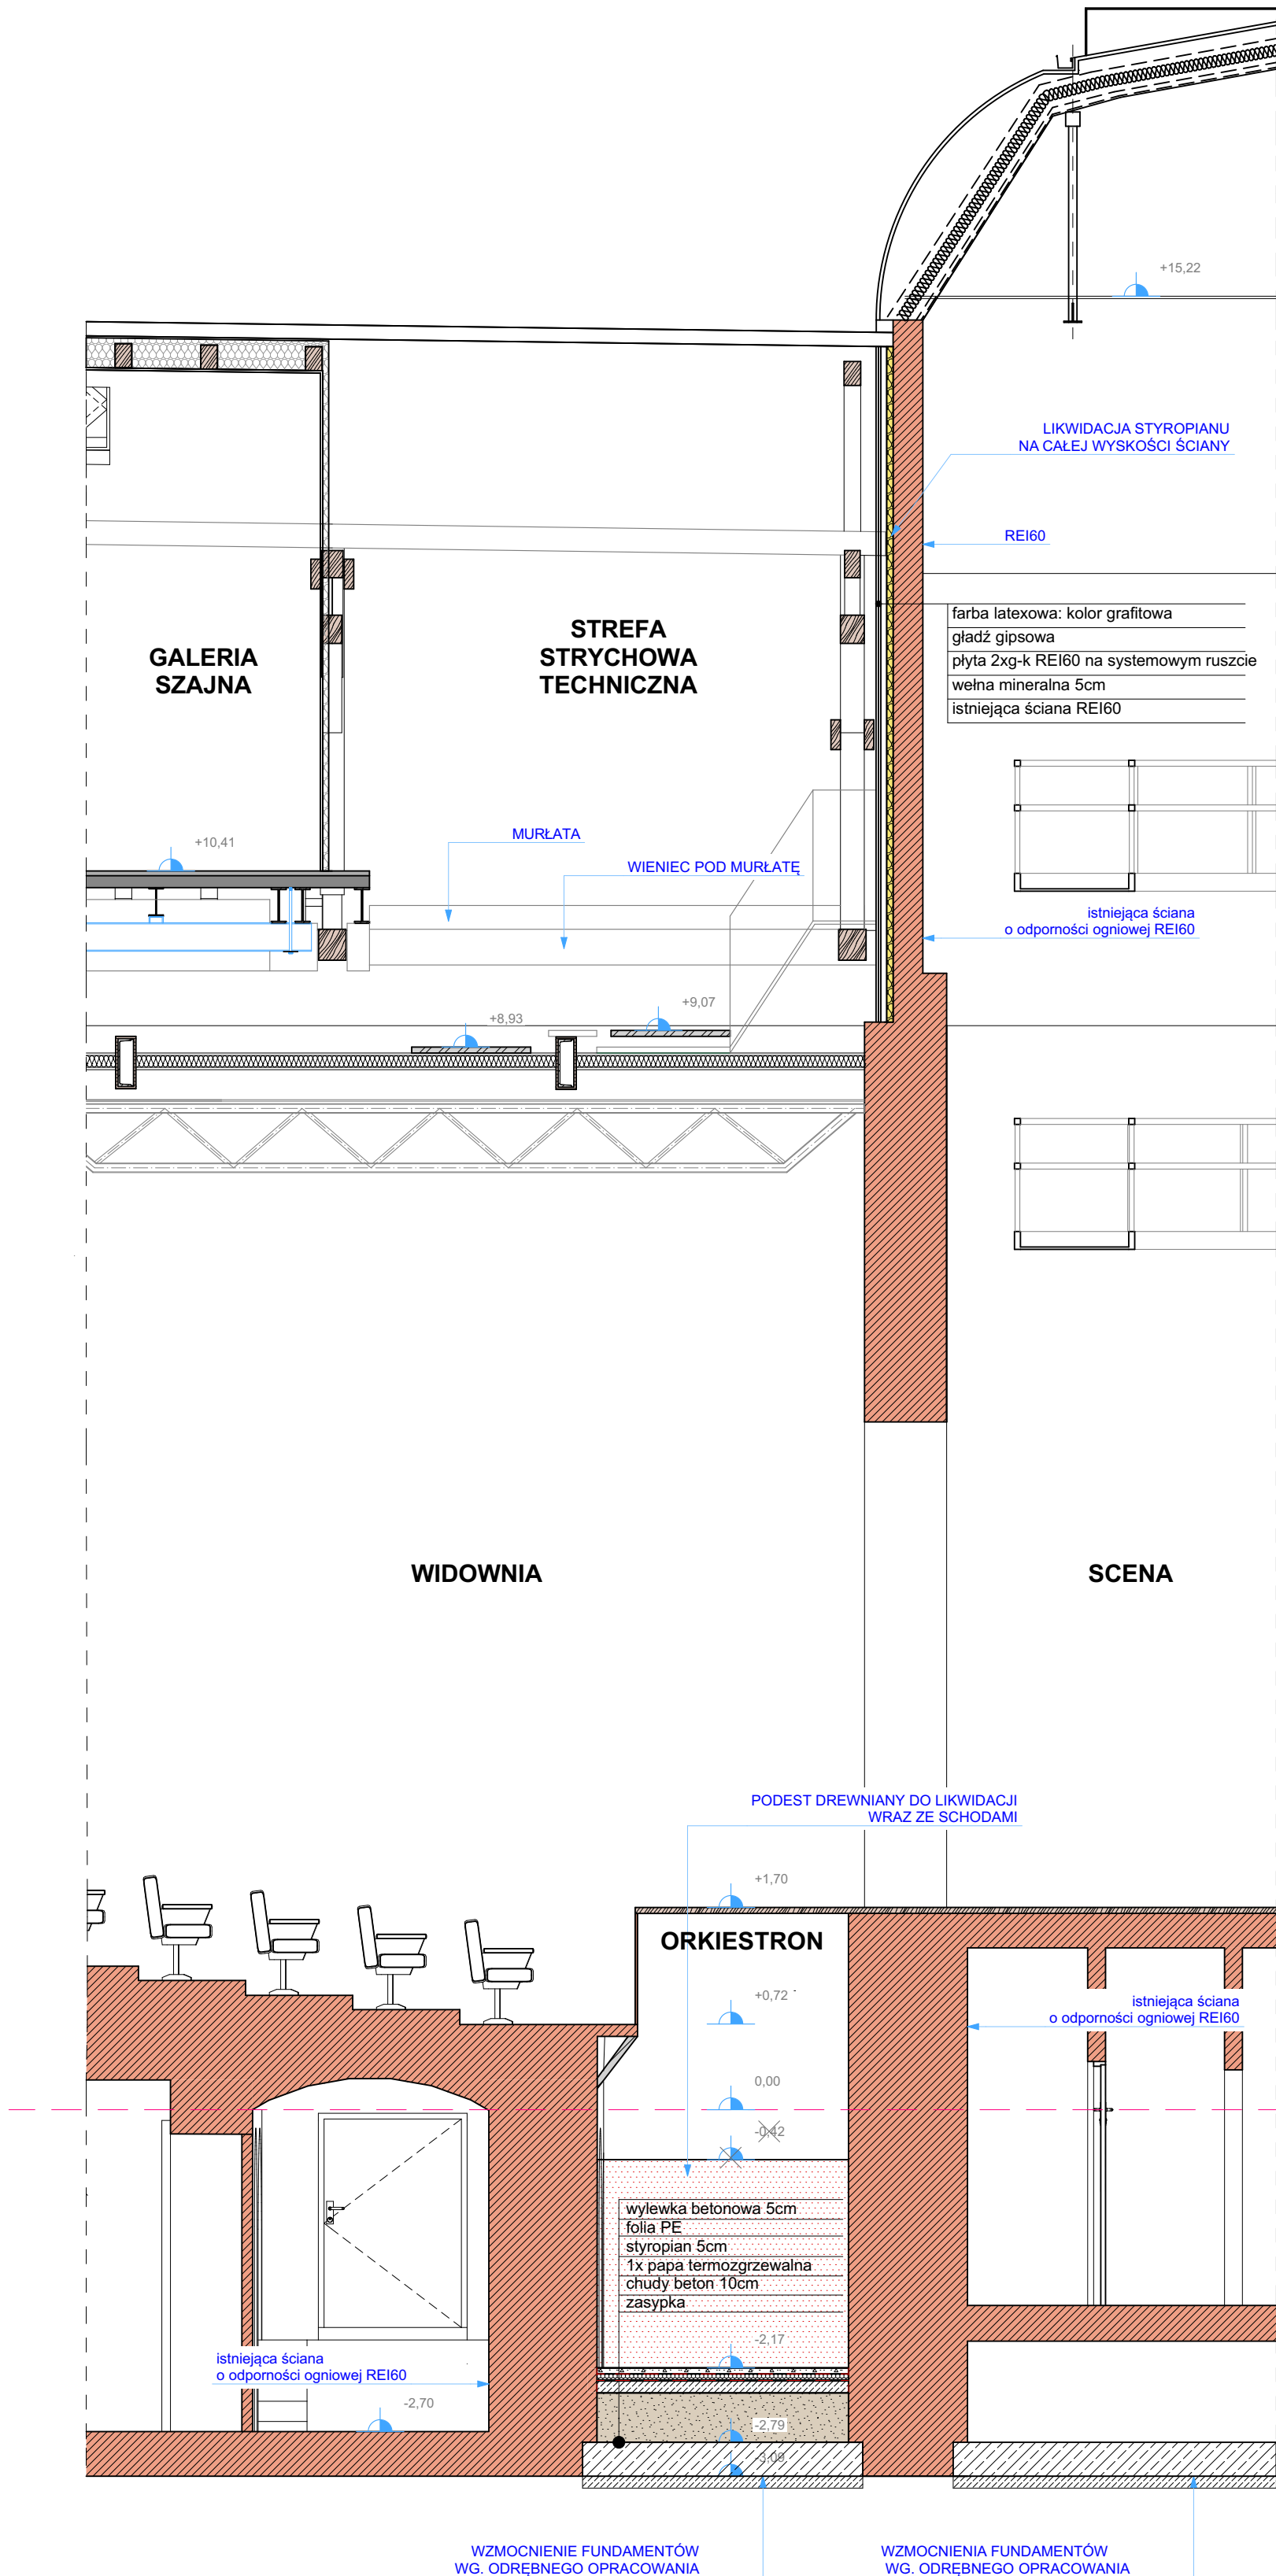 +15,22
LIKWIDACJA STYROPIANU
NA CAŁEJ WYSKOŚCI ŚCIANY
REI60
farba latexowa: kolor grafitowa
gładź gipsowa
płyta 2xg-k REI60 na systemowym ruszcie
wełna mineralna 5cm
istniejąca ściana REI60
GALERIA
SZAJNA
STREFA
STRYCHOWA
TECHNICZNA
+10,41
MURŁATA
WIENIEC POD MURŁATĘ
istniejąca ściana
o odporności ogniowej REI60
+9,07
+8,93
WIDOWNIA
SCENA
PODEST DREWNIANY DO LIKWIDACJI
WRAZ ZE SCHODAMI
+1,70
ORKIESTRON
+0,72
istniejąca ściana
o odporności ogniowej REI60
0,00
-0,42
wylewka betonowa 5cm
folia PE
styropian 5cm
1x papa termozgrzewalna
chudy beton 10cm
zasypka
-2,17
istniejąca ściana
o odporności ogniowej REI60
-2,70
-2,79
-3,09
WZMOCNIENIE FUNDAMENTÓW
WG. ODRĘBNEGO OPRACOWANIA
WZMOCNIENIA FUNDAMENTÓW
WG. ODRĘBNEGO OPRACOWANIA